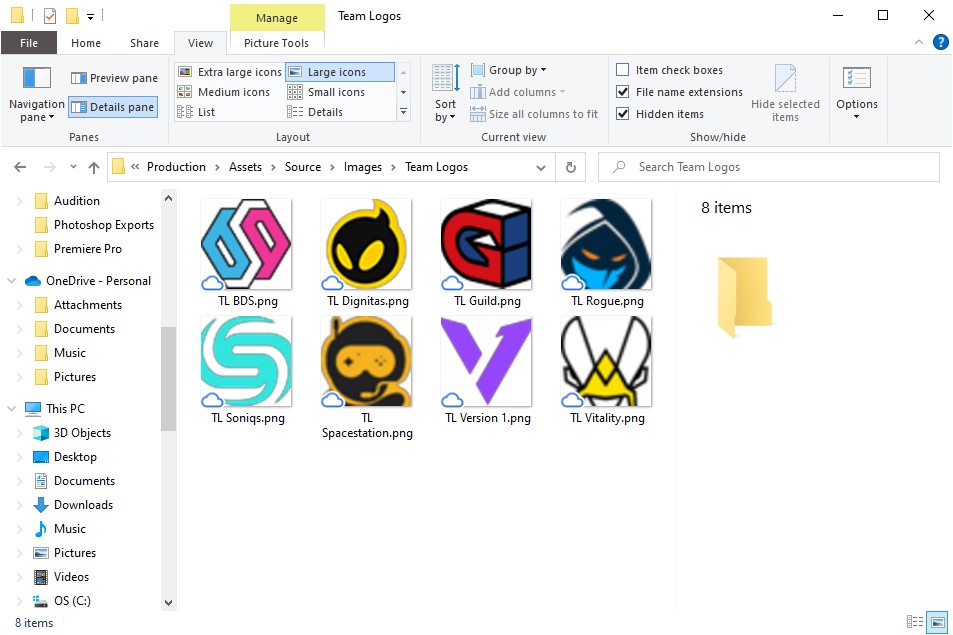 Manage
Team Logos
File
Home
Share
View
Picture Tools
Navigation pane
Preview pane
Details pane
Panes
Extra large icons
Large icons
Medium icons
Small icons
List
Details
Layout
Sort by
Group by
Add columns
Size all columns to fit
Current view
Item check boxes
File name extensions
Hidden items
Hide selected items
Show/hide
Options
« Production › Assets › Source › Images › Team Logos
Search Team Logos
Audition
Photoshop Exports
Premiere Pro
OneDrive - Personal
Attachments
Documents
Music
Pictures
This PC
3D Objects
Desktop
Documents
Downloads
Music
Pictures
Videos
OS (C:)
TL BDS.png
TL Dignitas.png
TL Guild.png
TL Rogue.png
TL Soniqs.png
TL Spacestation.png
TL Version 1.png
TL Vitality.png
8 items
8 items